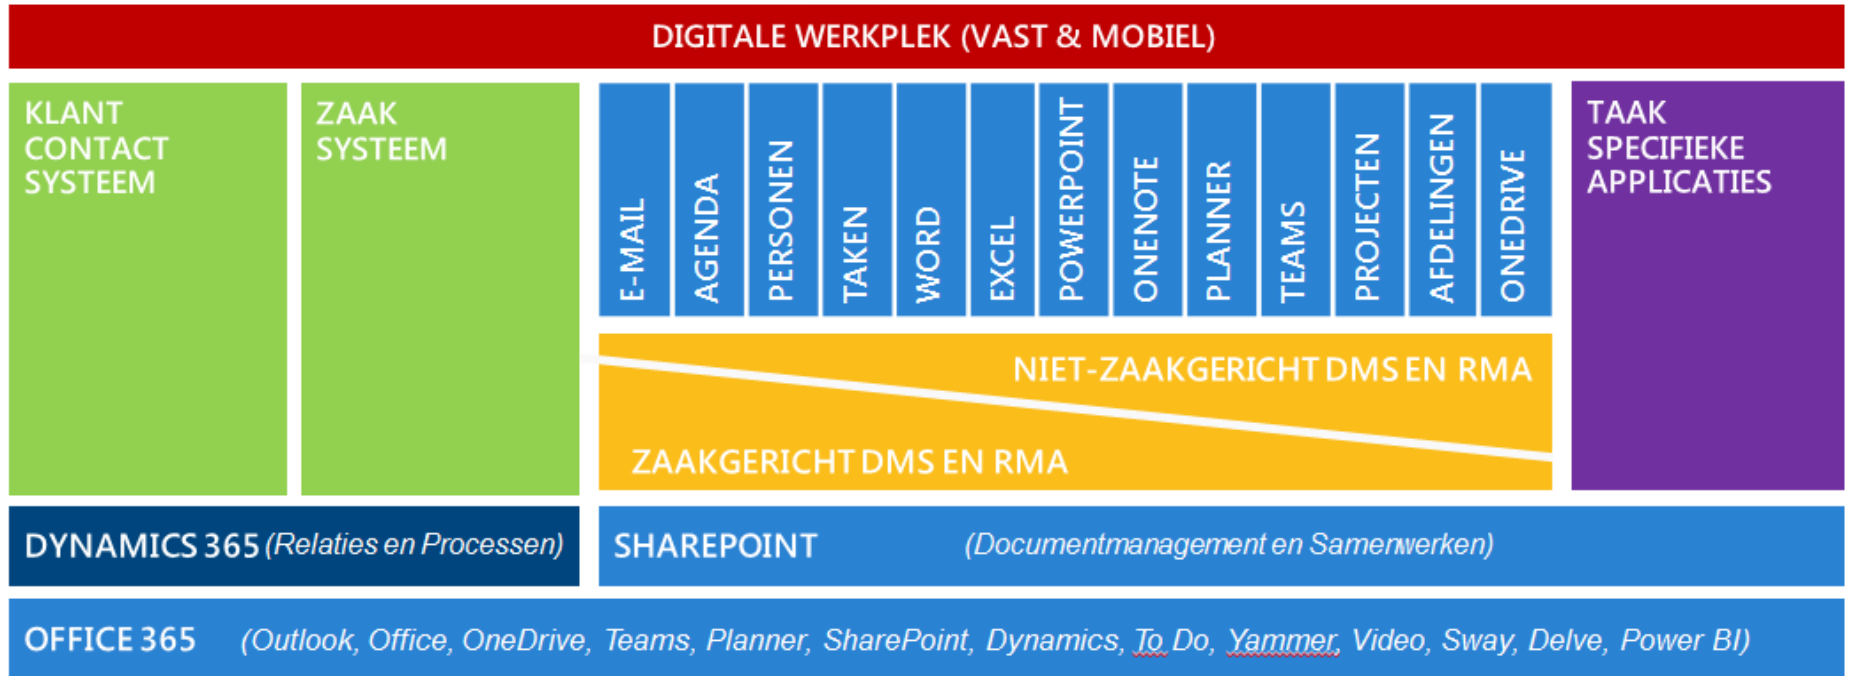 DIGITALE WERKPLEK (VAST & MOBIEL)
KLANT
CONTACT
SYSTEEM
ZAAK
SYSTEEM
E-MAIL
AGENDA
PERSONEN
TAKEN
WORD
EXCEL
POWERPOINT
ONENOTE
PLANNER
TEAMS
PROJECTEN
AFDELINGEN
ONEDRIVE
TAAK
SPECIFIEKE
APPLICATIES
NIET-ZAAKGERICHT DMS EN RMA
ZAAKGERICHT DMS EN RMA
DYNAMICS 365 (Relaties en Processen)
SHAREPOINT (Documentmanagement en Samenwerken)
OFFICE 365 (Outlook, Office, OneDrive, Teams, Planner, SharePoint, Dynamics, To Do, Yammer, Video, Sway, Delve, Power BI)